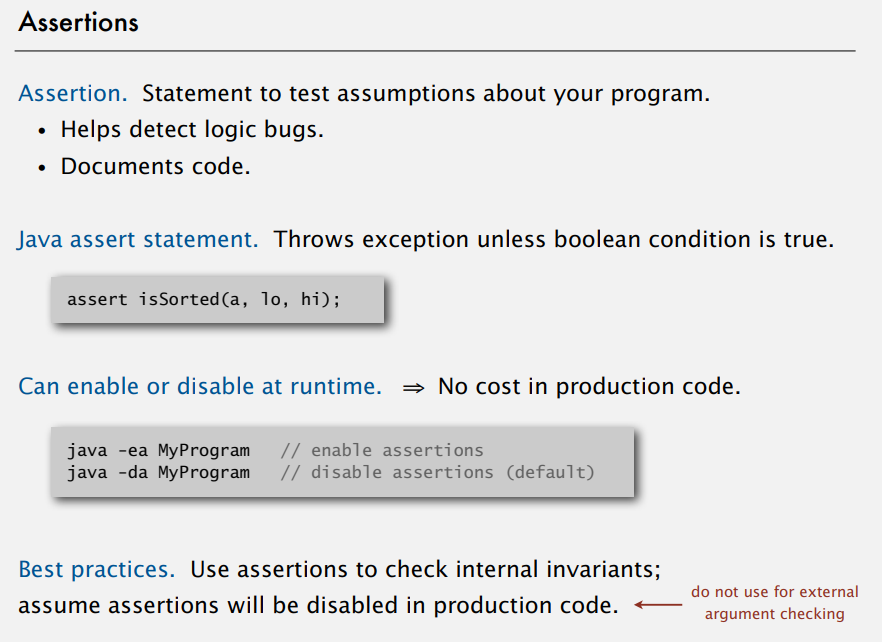 Assertions
Assertion. Statement to test assumptions about your program.
• Helps detect logic bugs.
• Documents code.
Java assert statement. Throws exception unless boolean condition is true.
assert isSorted(a, lo, hi);
Can enable or disable at runtime. ⇒ No cost in production code.
java -ea MyProgram // enable assertions
java -da MyProgram // disable assertions (default)
Best practices. Use assertions to check internal invariants;
assume assertions will be disabled in production code.
do not use for external
argument checking